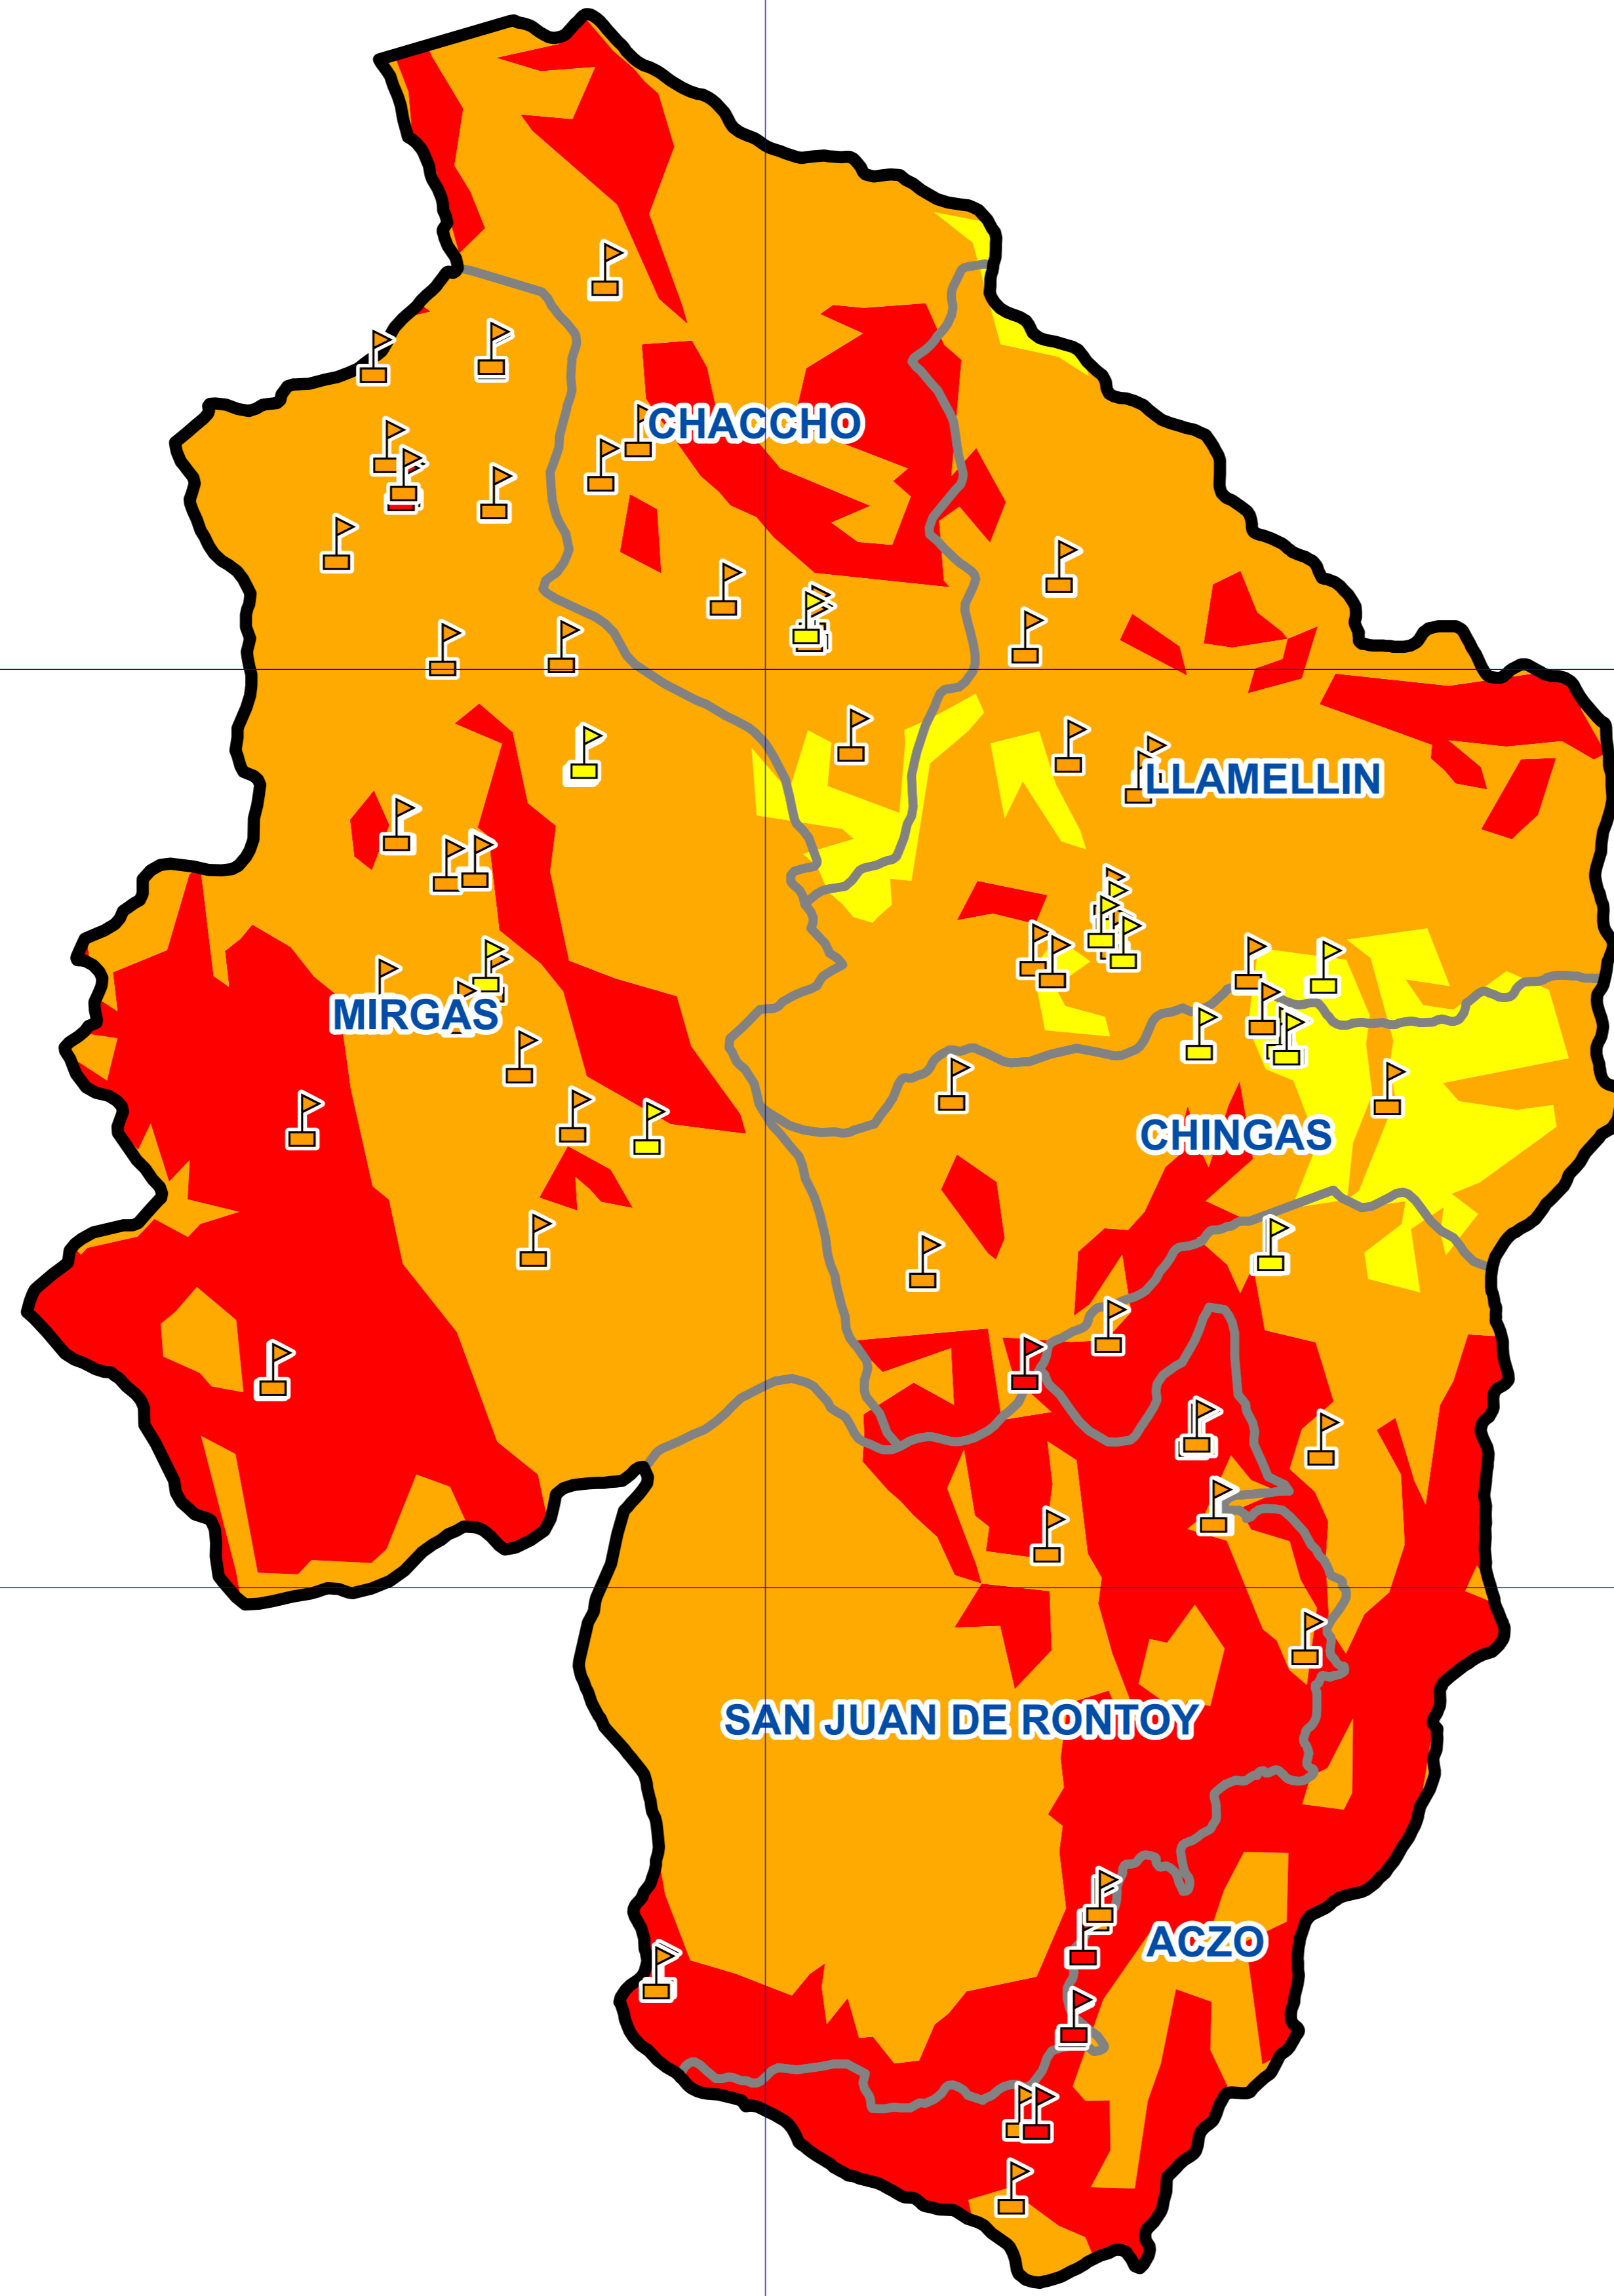 CHACCHO
LLAMELLIN
MIRGAS
CHINGAS
SAN JUAN DE RONTOY
ACZO